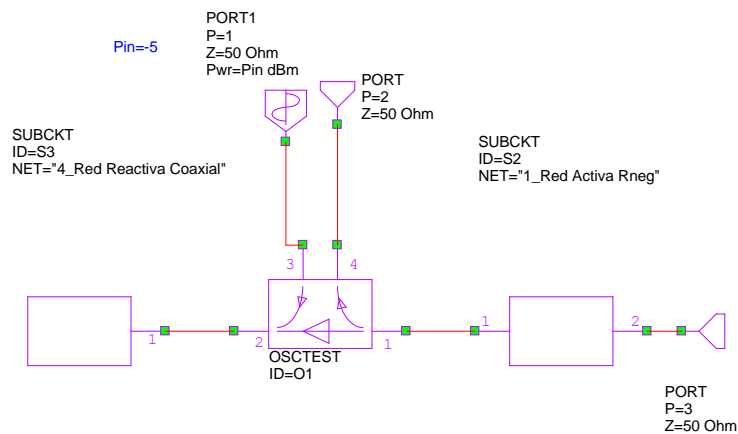 PORT1
P=1
Z=50 Ohm
Pwr=Pin dBm
Pin=-5
PORT
P=2
Z=50 Ohm
SUBCKT
ID=S3
NET="4_Red Reactiva Coaxial"
SUBCKT
ID=S2
NET="1_Red Activa Rneg"
3
4
1
2
1
1
2
OSCTEST
ID=O1
PORT
P=3
Z=50 Ohm